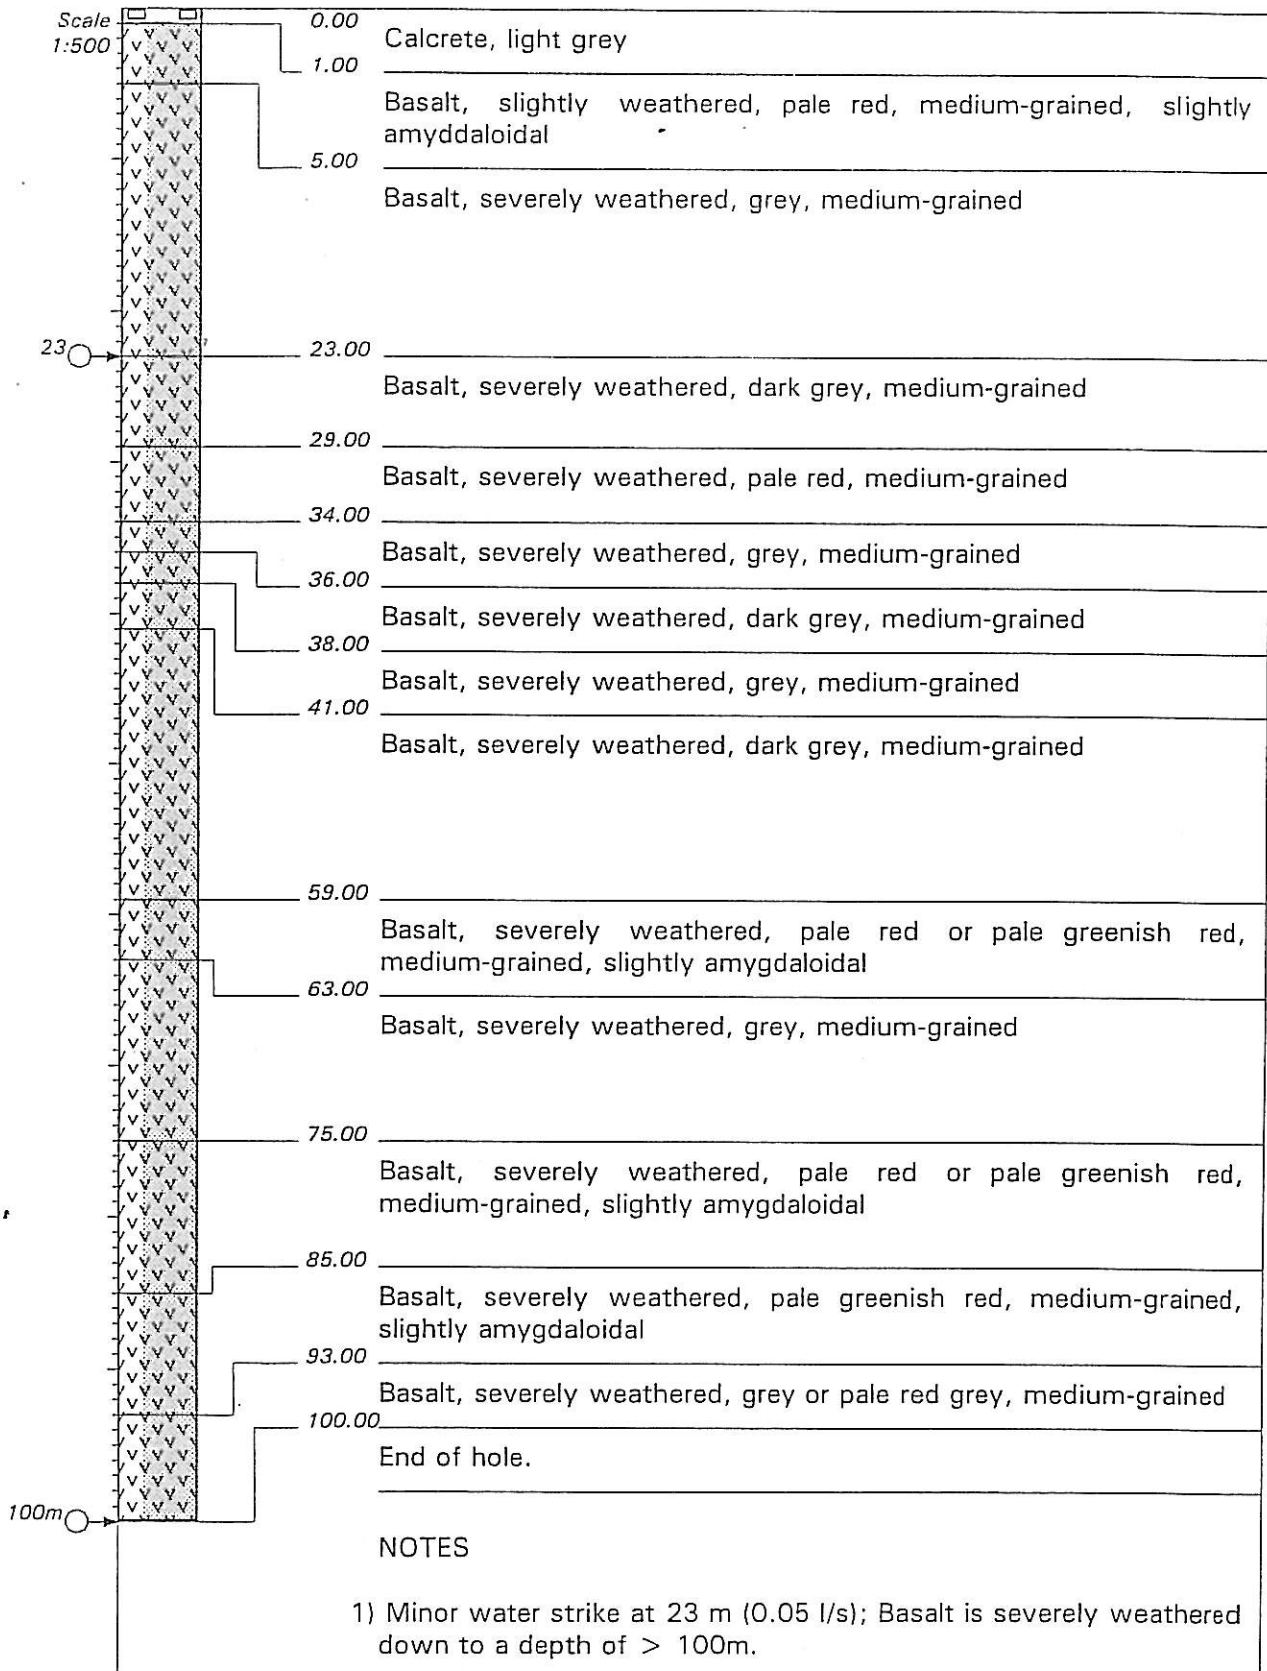 Scale
1:500
0.00
Calcrete, light grey
1.00
Basalt, slightly weathered, pale red, medium-grained, slightly
amyddaloidal
5.00
Basalt, severely weathered, grey, medium-grained
23
23.00
Basalt, severely weathered, dark grey, medium-grained
29.00
Basalt, severely weathered, pale red, medium-grained
34.00
Basalt, severely weathered, grey, medium-grained
36.00
Basalt, severely weathered, dark grey, medium-grained
38.00
Basalt, severely weathered, grey, medium-grained
41.00
Basalt, severely weathered, dark grey, medium-grained
59.00
Basalt, severely weathered, pale red or pale greenish red,
medium-grained, slightly amygdaloidal
63.00
Basalt, severely weathered, grey, medium-grained
75.00
Basalt, severely weathered, pale red or pale greenish red,
medium-grained, slightly amygdaloidal
85.00
Basalt, severely weathered, pale greenish red, medium-grained,
slightly amygdaloidal
93.00
Basalt, severely weathered, grey or pale red grey, medium-grained
100.00
End of hole.
100m
NOTES
1) Minor water strike at 23 m (0.05 l/s); Basalt is severely weathered
down to a depth of > 100m.